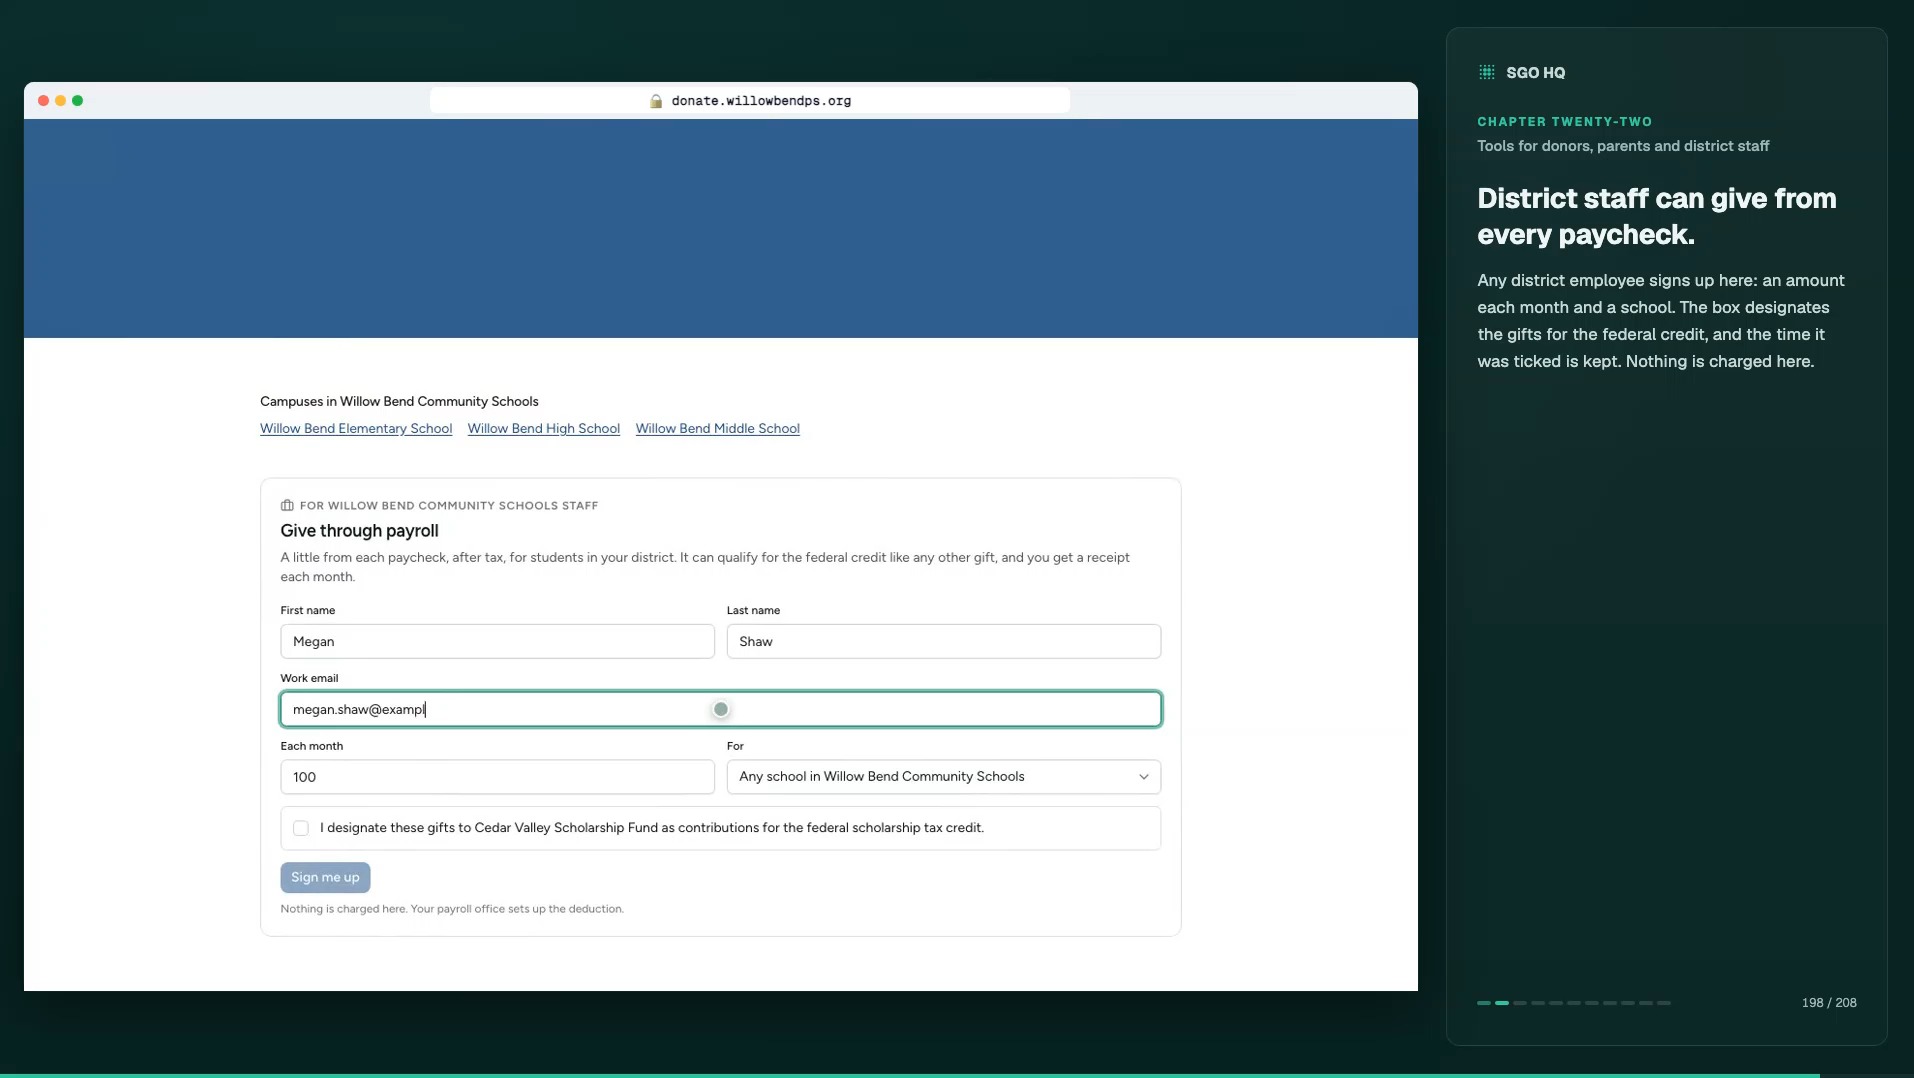 donate.willowbendps.org
Campuses in Willow Bend Community Schools
Willow Bend Elementary School Willow Bend High School Willow Bend Middle School
FOR WILLOW BEND COMMUNITY SCHOOLS STAFF
Give through payroll
A little from each paycheck, after tax, for students in your district. It can qualify for the federal credit like any other gift, and you get a receipt
each month.
First name
Last name
Megan
Shaw
Work email
megan.shaw@exampl
Each month
For
100
Any school in Willow Bend Community Schools
I designate these gifts to Cedar Valley Scholarship Fund as contributions for the federal scholarship tax credit.
Sign me up
Nothing is charged here. Your payroll office sets up the deduction.
SGO HQ
CHAPTER TWENTY-TWO
Tools for donors, parents and district staff
District staff can give from
every paycheck.
Any district employee signs up here: an amount
each month and a school. The box designates
the gifts for the federal credit, and the time it
was ticked is kept. Nothing is charged here.
198 / 208